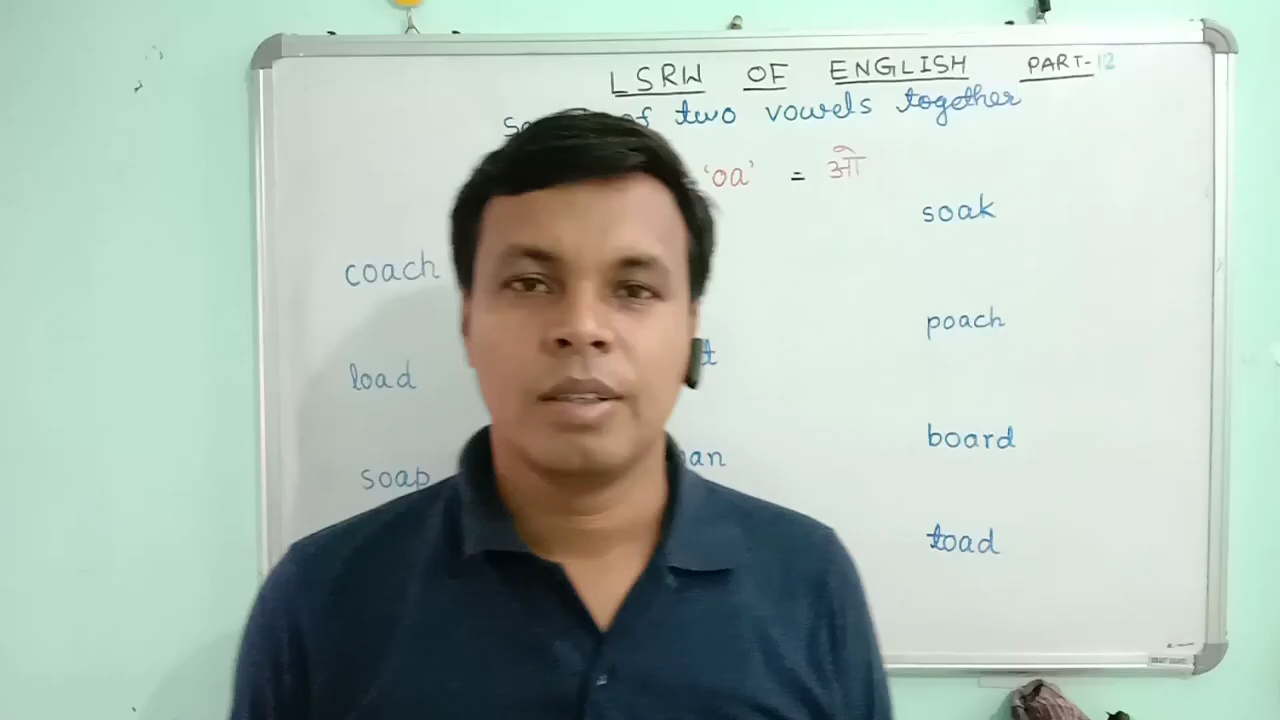 LSRW OF ENGLISH PART-12
of two vowels together
'oa' = ओ
soak
coach
poach
load
board
soap
toad